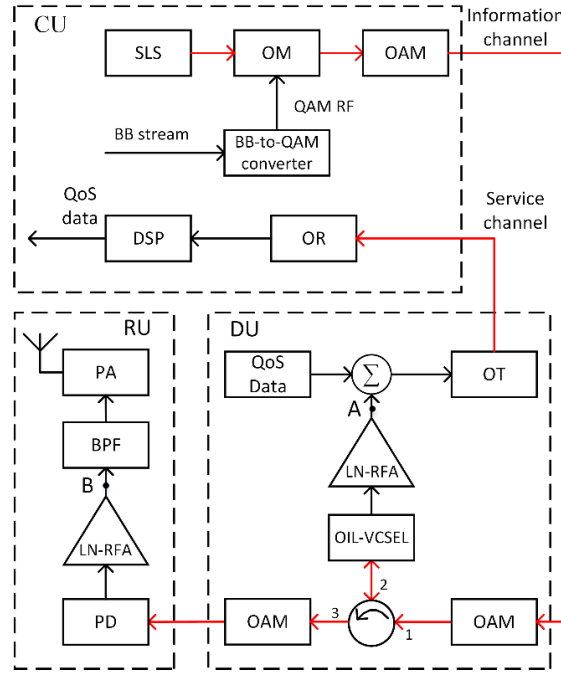 CU
Information
channel
SLS
OM
OAM
QAM RF
BB stream
BB-to-QAM
converter
QoS
data
DSP
OR
Service
channel
RU
DU
PA
QoS
Data
Σ
OT
A
BPF
B
LN-RFA
LN-RFA
OIL-VCSEL
2
PD
OAM
3
1
OAM